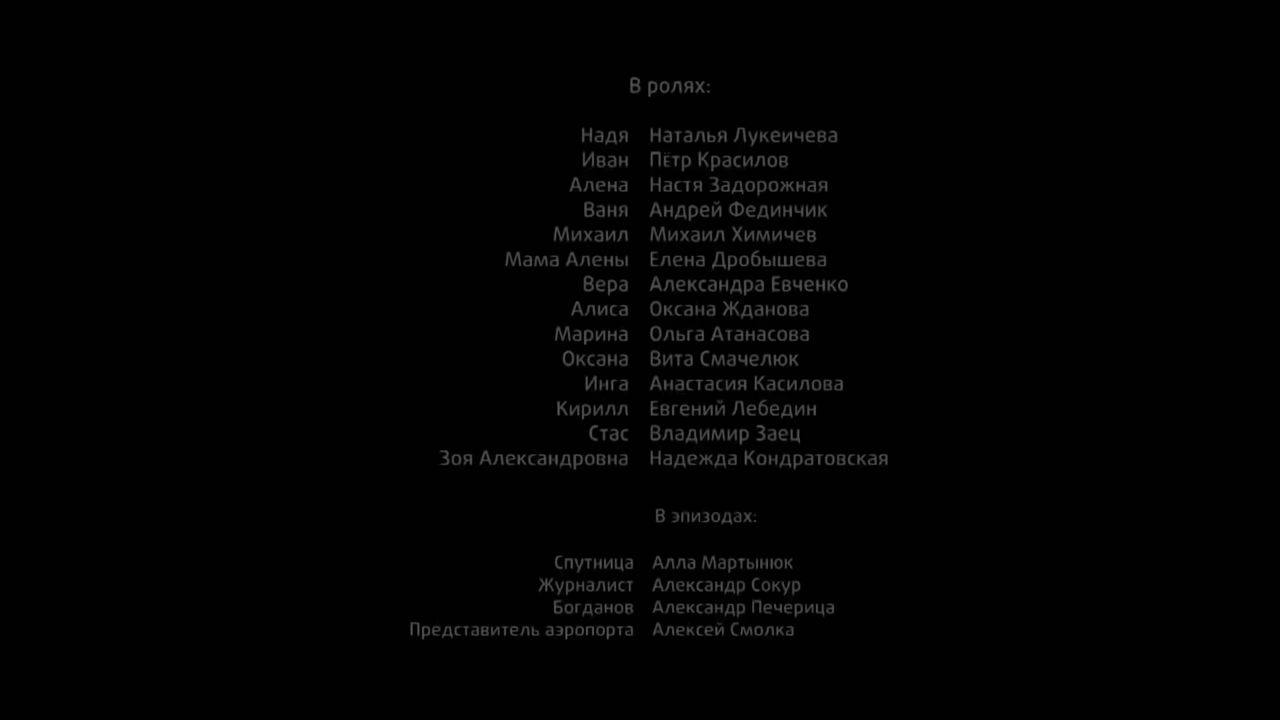 В ролях:
Надя Наталья Лукеичева
Иван Пётр Красилов
Алена Настя Задорожная
Ваня Андрей Фединчик
Михаил Михаил Химичев
Мама Алены Елена Дробышева
Вера Александра Евченко
Алиса Оксана Жданова
Марина Ольга Атанасова
Оксана Вита Смачелюк
Инга Анастасия Касилова
Кирилл Евгений Лебедин
Стас Владимир Заец
Зоя Александровна Надежда Кондратовская
В эпизодах:
Спутница Алла Мартынюк
Журналист Александр Сокур
Богданов Александр Печерица
Представитель аэропорта Алексей Смолка